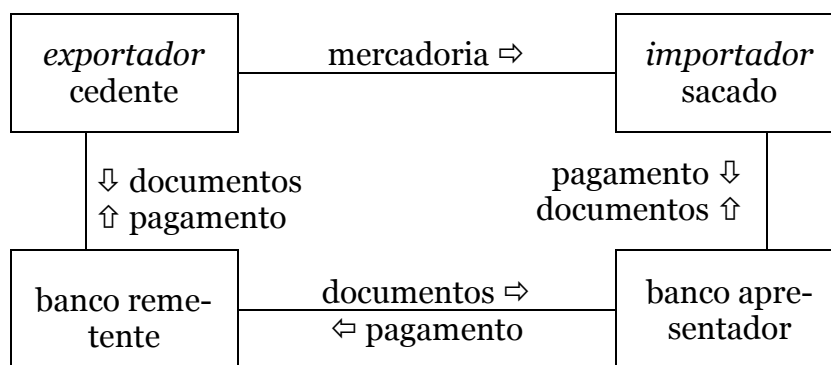 exportador
cedente
mercadoria ⇨
importador
sacado
⇩ documentos
⇧ pagamento
pagamento ⇩
documentos ⇧
banco reme-
tente
documentos ⇨
⇦ pagamento
banco apre-
sentador